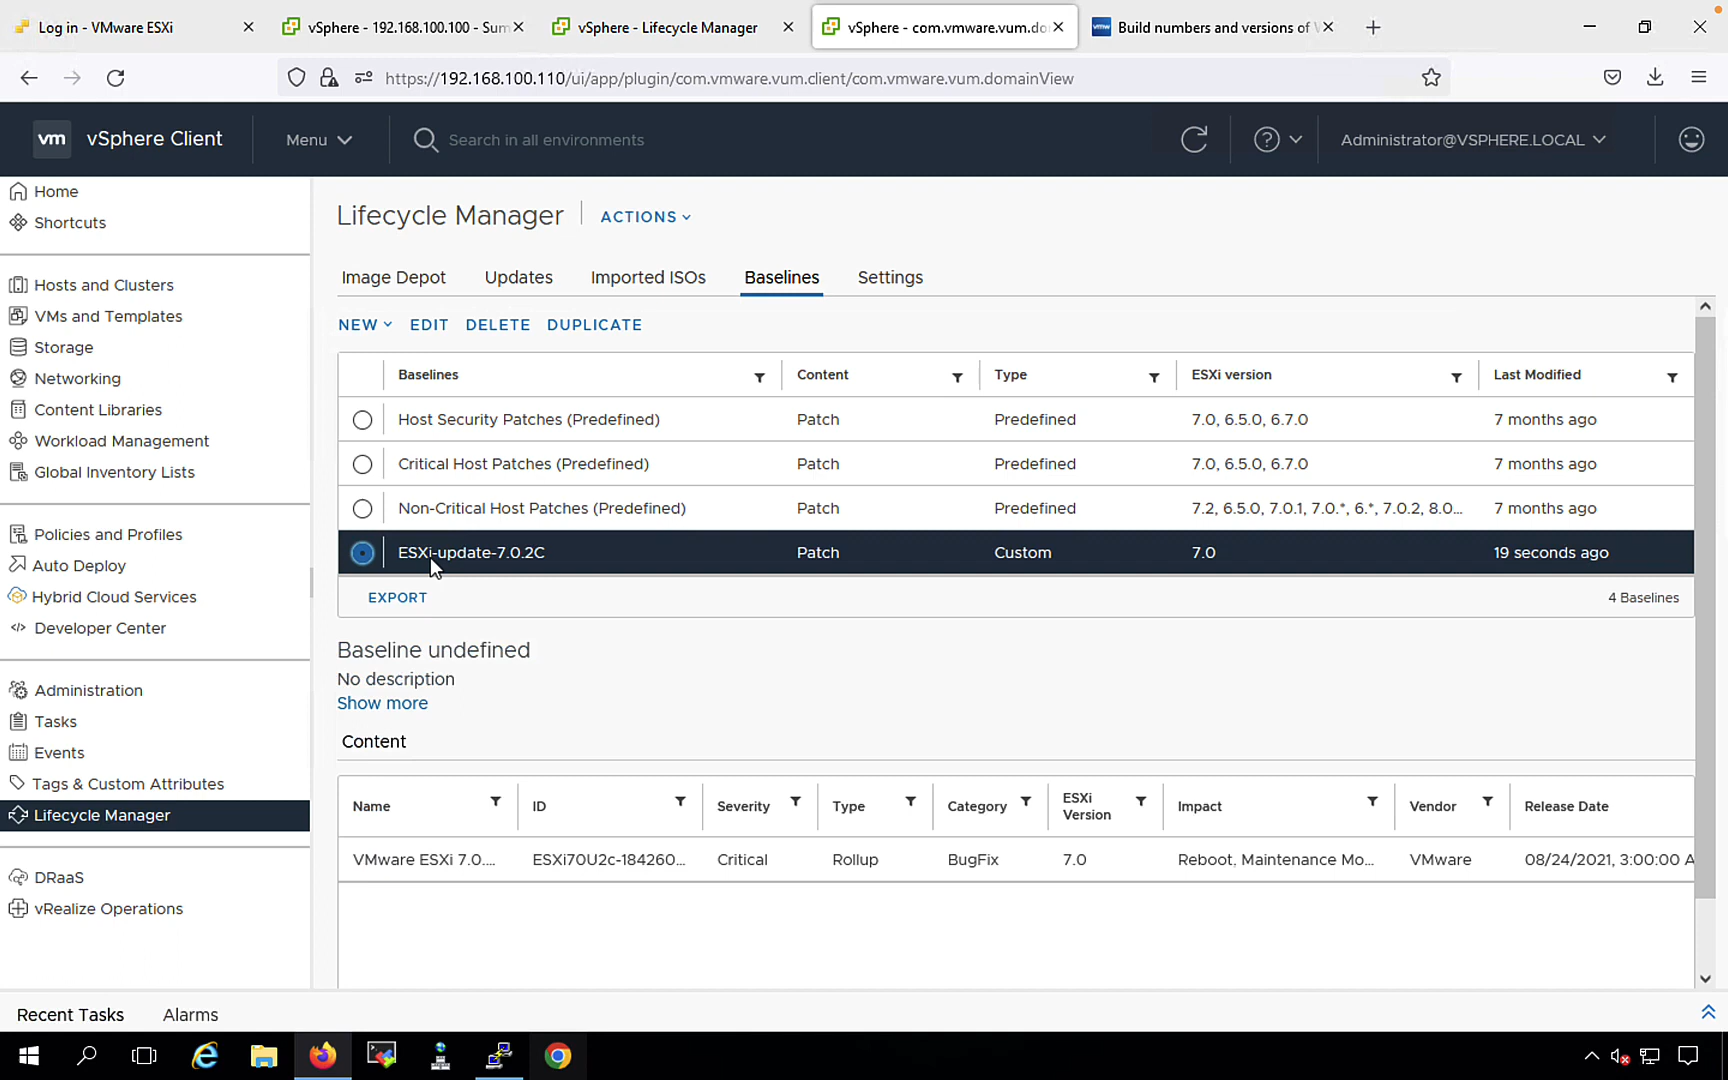 Log in - VMware ESXi
vSphere - 192.168.100.100 - Sum
vSphere - Lifecycle Manager
vSphere - com.vmware.vum.do
vmw
Build numbers and versions of
https://192.168.100.110/ui/app/plugin/com.vmware.vum.client/com.vmware.vum.domainView
vm
vSphere Client
Menu
Search in all environments
Administrator@VSPHERE.LOCAL
Home
Shortcuts
Hosts and Clusters
VMs and Templates
Storage
Networking
Content Libraries
Workload Management
Global Inventory Lists
Policies and Profiles
Auto Deploy
Hybrid Cloud Services
Developer Center
Administration
Tasks
Events
Tags & Custom Attributes
Lifecycle Manager
DRaaS
vRealize Operations
Lifecycle Manager
ACTIONS
Image Depot Updates Imported ISOs Baselines Settings
NEW EDIT DELETE DUPLICATE
Baselines Content Type ESXi version Last Modified
Host Security Patches (Predefined) Patch Predefined 7.0, 6.5.0, 6.7.0 7 months ago
Critical Host Patches (Predefined) Patch Predefined 7.0, 6.5.0, 6.7.0 7 months ago
Non-Critical Host Patches (Predefined) Patch Predefined 7.2, 6.5.0, 7.0.1, 7.0.*, 6.*, 7.0.2, 8.0... 7 months ago
ESXi-update-7.0.2C Patch Custom 7.0 19 seconds ago
EXPORT 4 Baselines
Baseline undefined
No description
Show more
Content
Name ID Severity Type Category ESXi Version Impact Vendor Release Date
VMware ESXi 7.0.... ESXi70U2c-184260... Critical Rollup BugFix 7.0 Reboot, Maintenance Mo... VMware 08/24/2021, 3:00:00 A
Recent Tasks Alarms